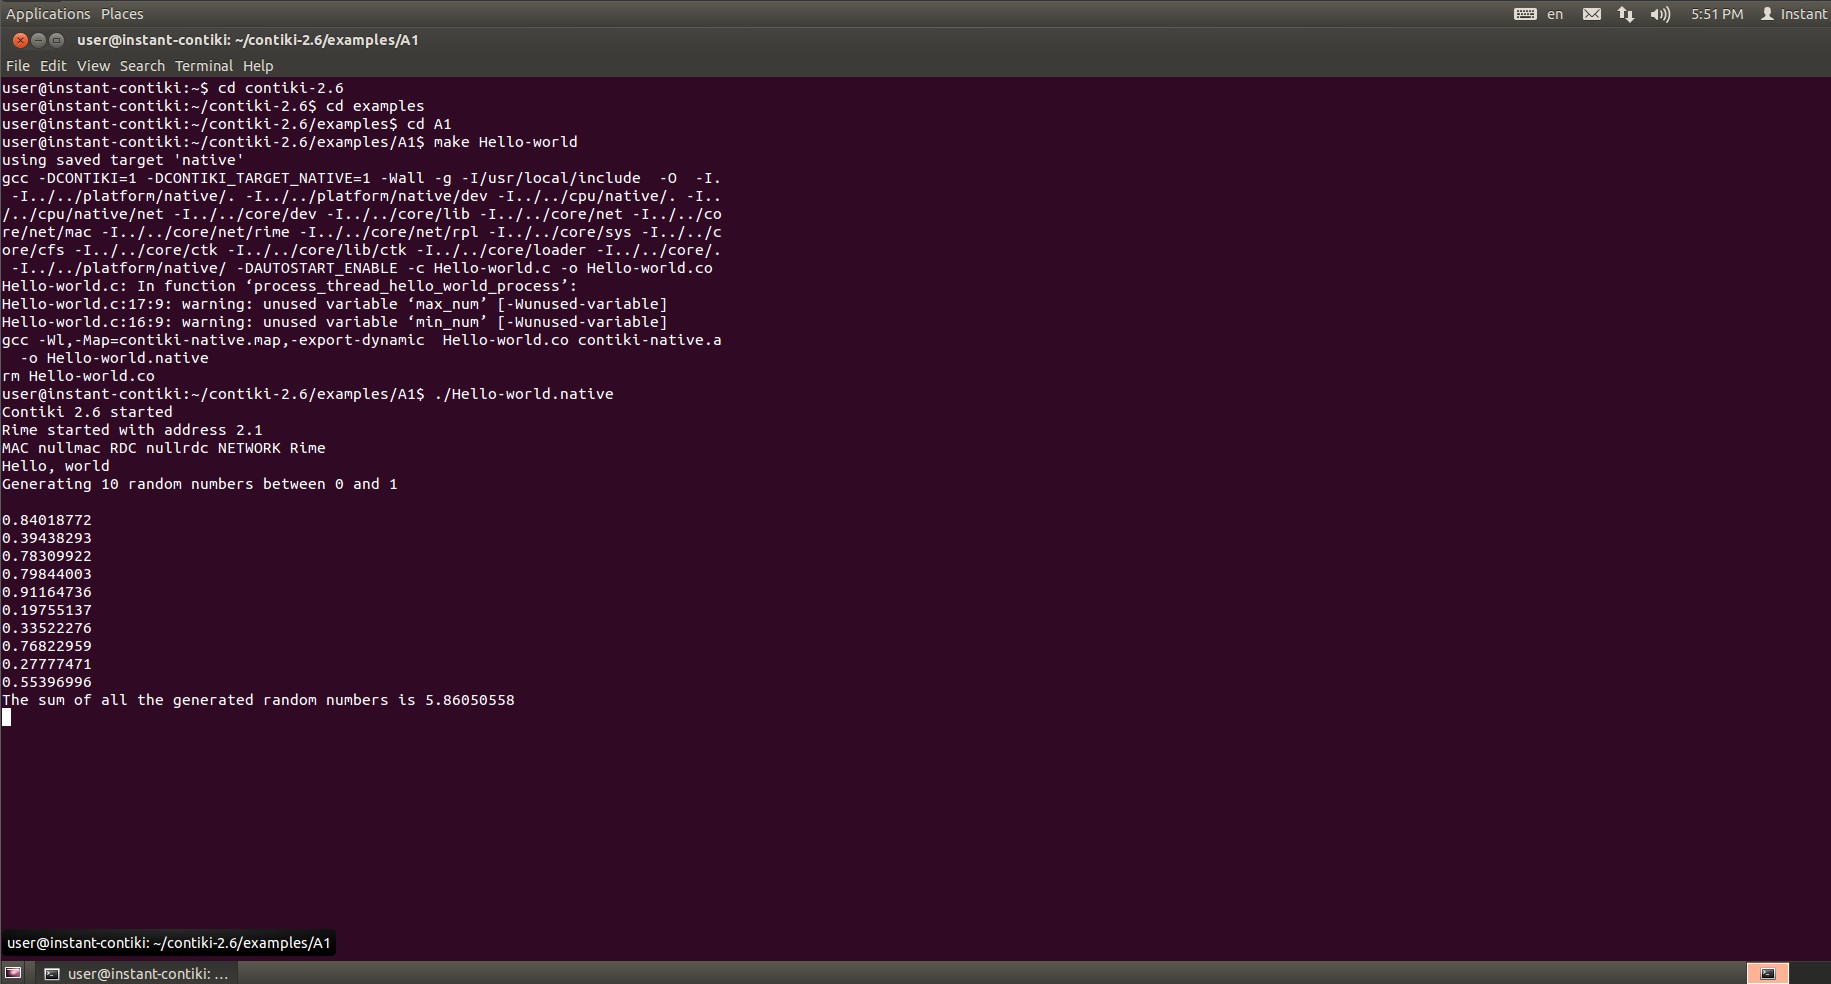 Applications Places en 5:51 PM Instant
user@instant-contiki: ~/contiki-2.6/examples/A1
File Edit View Search Terminal Help
user@instant-contiki:~$ cd contiki-2.6
user@instant-contiki:~/contiki-2.6$ cd examples
user@instant-contiki:~/contiki-2.6/examples$ cd A1
user@instant-contiki:~/contiki-2.6/examples/A1$ make Hello-world
using saved target 'native'
gcc -DCONTIKI=1 -DCONTIKI_TARGET_NATIVE=1 -Wall -g -I/usr/local/include  -O  -I.
 -I../../platform/native/. -I../../platform/native/dev -I../../cpu/native/. -I..
/../cpu/native/net -I../../core/dev -I../../core/lib -I../../core/net -I../../co
re/net/mac -I../../core/net/rime -I../../core/net/rpl -I../../core/sys -I../../c
ore/cfs -I../../core/ctk -I../../core/lib/ctk -I../../core/loader -I../../core/.
 -I../../platform/native/ -DAUTOSTART_ENABLE -c Hello-world.c -o Hello-world.co
Hello-world.c: In function ‘process_thread_hello_world_process’:
Hello-world.c:17:9: warning: unused variable ‘max_num’ [-Wunused-variable]
Hello-world.c:16:9: warning: unused variable ‘min_num’ [-Wunused-variable]
gcc -Wl,-Map=contiki-native.map,-export-dynamic  Hello-world.co contiki-native.a
  -o Hello-world.native
rm Hello-world.co
user@instant-contiki:~/contiki-2.6/examples/A1$ ./Hello-world.native
Contiki 2.6 started
Rime started with address 2.1
MAC nullmac RDC nullrdc NETWORK Rime
Hello, world
Generating 10 random numbers between 0 and 1
0.84018772
0.39438293
0.78309922
0.79844003
0.91164736
0.19755137
0.33522276
0.76822959
0.27777471
0.55396996
The sum of all the generated random numbers is 5.86050558
user@instant-contiki: ~/contiki-2.6/examples/A1
user@instant-contiki: ...